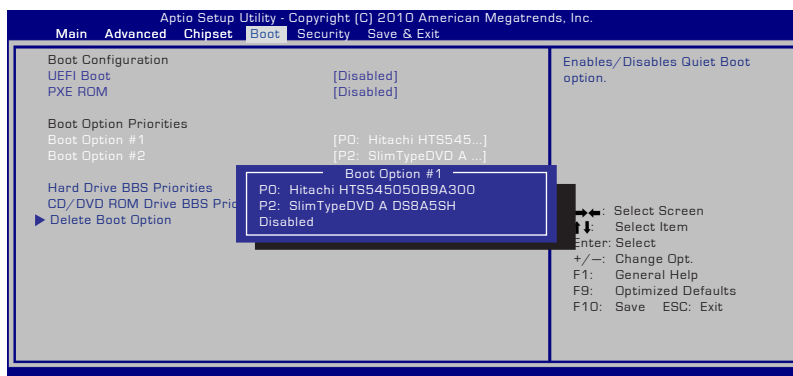 Aptio Setup Utility - Copyright (C) 2010 American Megatrends, Inc.
Main Advanced Chipset Boot Security Save & Exit
Boot Configuration
UEFI Boot [Disabled]
PXE ROM [Disabled]
Boot Option Priorities
Boot Option #1 [P0: Hitachi HTS545...]
Boot Option #2 [P2: SlimTypeDVD A ...]
Hard Drive BBS Priorities
CD/DVD ROM Drive BBS Prio
Delete Boot Option
Boot Option #1
P0: Hitachi HTS545050B9A300
P2: SlimTypeDVD A DS8A5SH
Disabled
Enables/Disables Quiet Boot
option.
→←: Select Screen
↑↓: Select Item
Enter: Select
+/—: Change Opt.
F1: General Help
F9: Optimized Defaults
F10: Save ESC: Exit